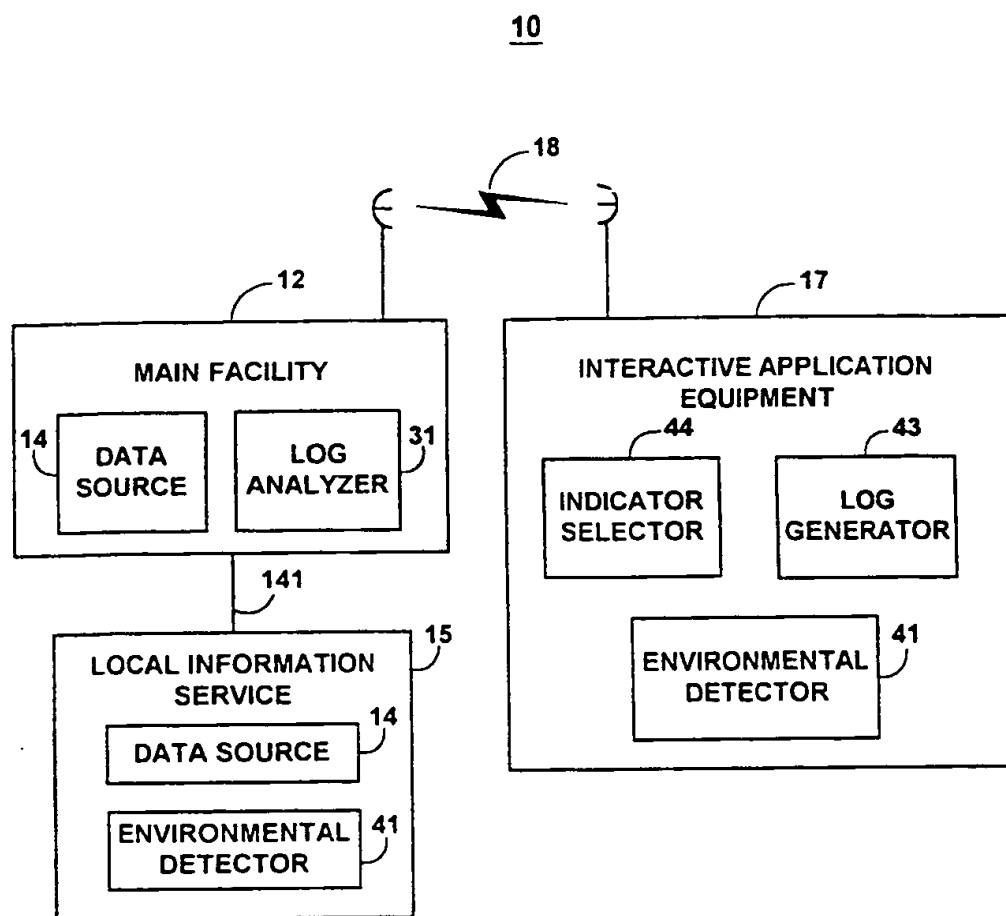 10
18
12
17
MAIN FACILITY
INTERACTIVE APPLICATION
EQUIPMENT
14
DATA
SOURCE
31
LOG
ANALYZER
44
INDICATOR
SELECTOR
43
LOG
GENERATOR
141
15
LOCAL INFORMATION
SERVICE
14
DATA SOURCE
41
ENVIRONMENTAL
DETECTOR
41
ENVIRONMENTAL
DETECTOR